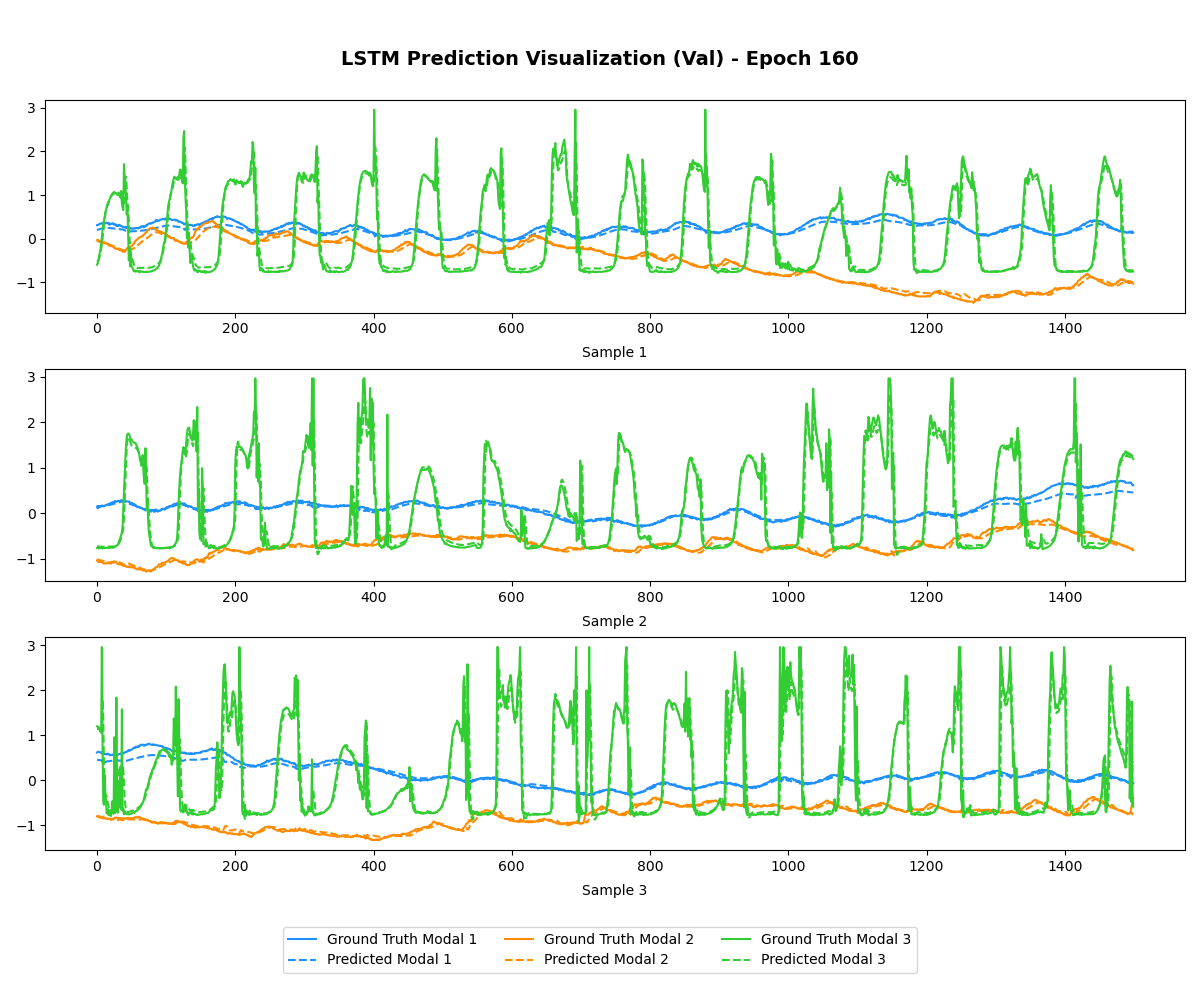 LSTM Prediction Visualization (Val) - Epoch 160
3
2
1
0
−1
0 200 400 600 800 1000 1200 1400
Sample 1
3
2
1
0
−1
0 200 400 600 800 1000 1200 1400
Sample 2
3
2
1
0
−1
0 200 400 600 800 1000 1200 1400
Sample 3
Ground Truth Modal 1 Ground Truth Modal 2 Ground Truth Modal 3
Predicted Modal 1 Predicted Modal 2 Predicted Modal 3